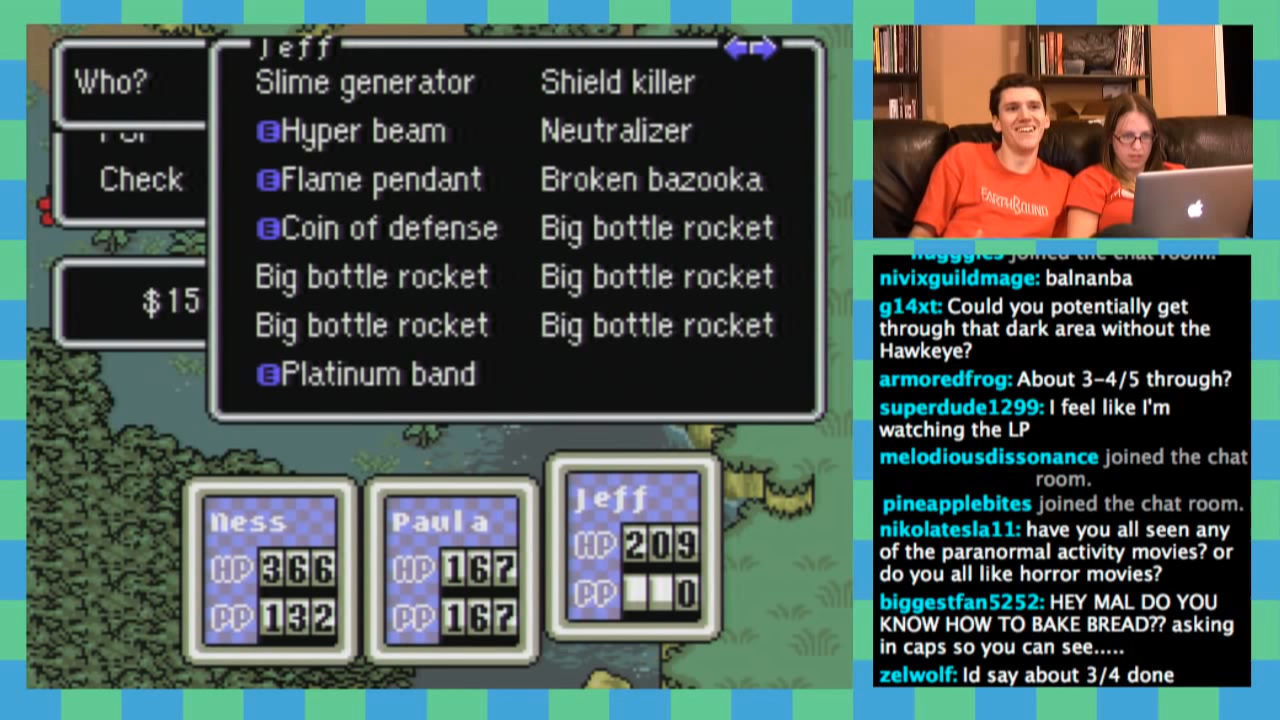 Who?
Check
$15
Jeff
Slime generator Shield killer
EHyper beam Neutralizer
EFlame pendant Broken bazooka
ECoin of defense Big bottle rocket
Big bottle rocket Big bottle rocket
Big bottle rocket Big bottle rocket
EPlatinum band
Ness
HP 366
PP 132
Paula
HP 167
PP 167
Jeff
HP 209
PP 0
EARTHBOUND
joined the chat room.
nivixguildmage: balnanba
g14xt: Could you potentially get
through that dark area without the
Hawkeye?
armoredfrog: About 3-4/5 through?
superdude1299: I feel like I'm
watching the LP
melodiousdissonance joined the chat
room.
pineapplebites joined the chat room.
nikolatesla11: have you all seen any
of the paranormal activity movies? or
do you all like horror movies?
biggestfan5252: HEY MAL DO YOU
KNOW HOW TO BAKE BREAD?? asking
in caps so you can see.....
zelwolf: Id say about 3/4 done